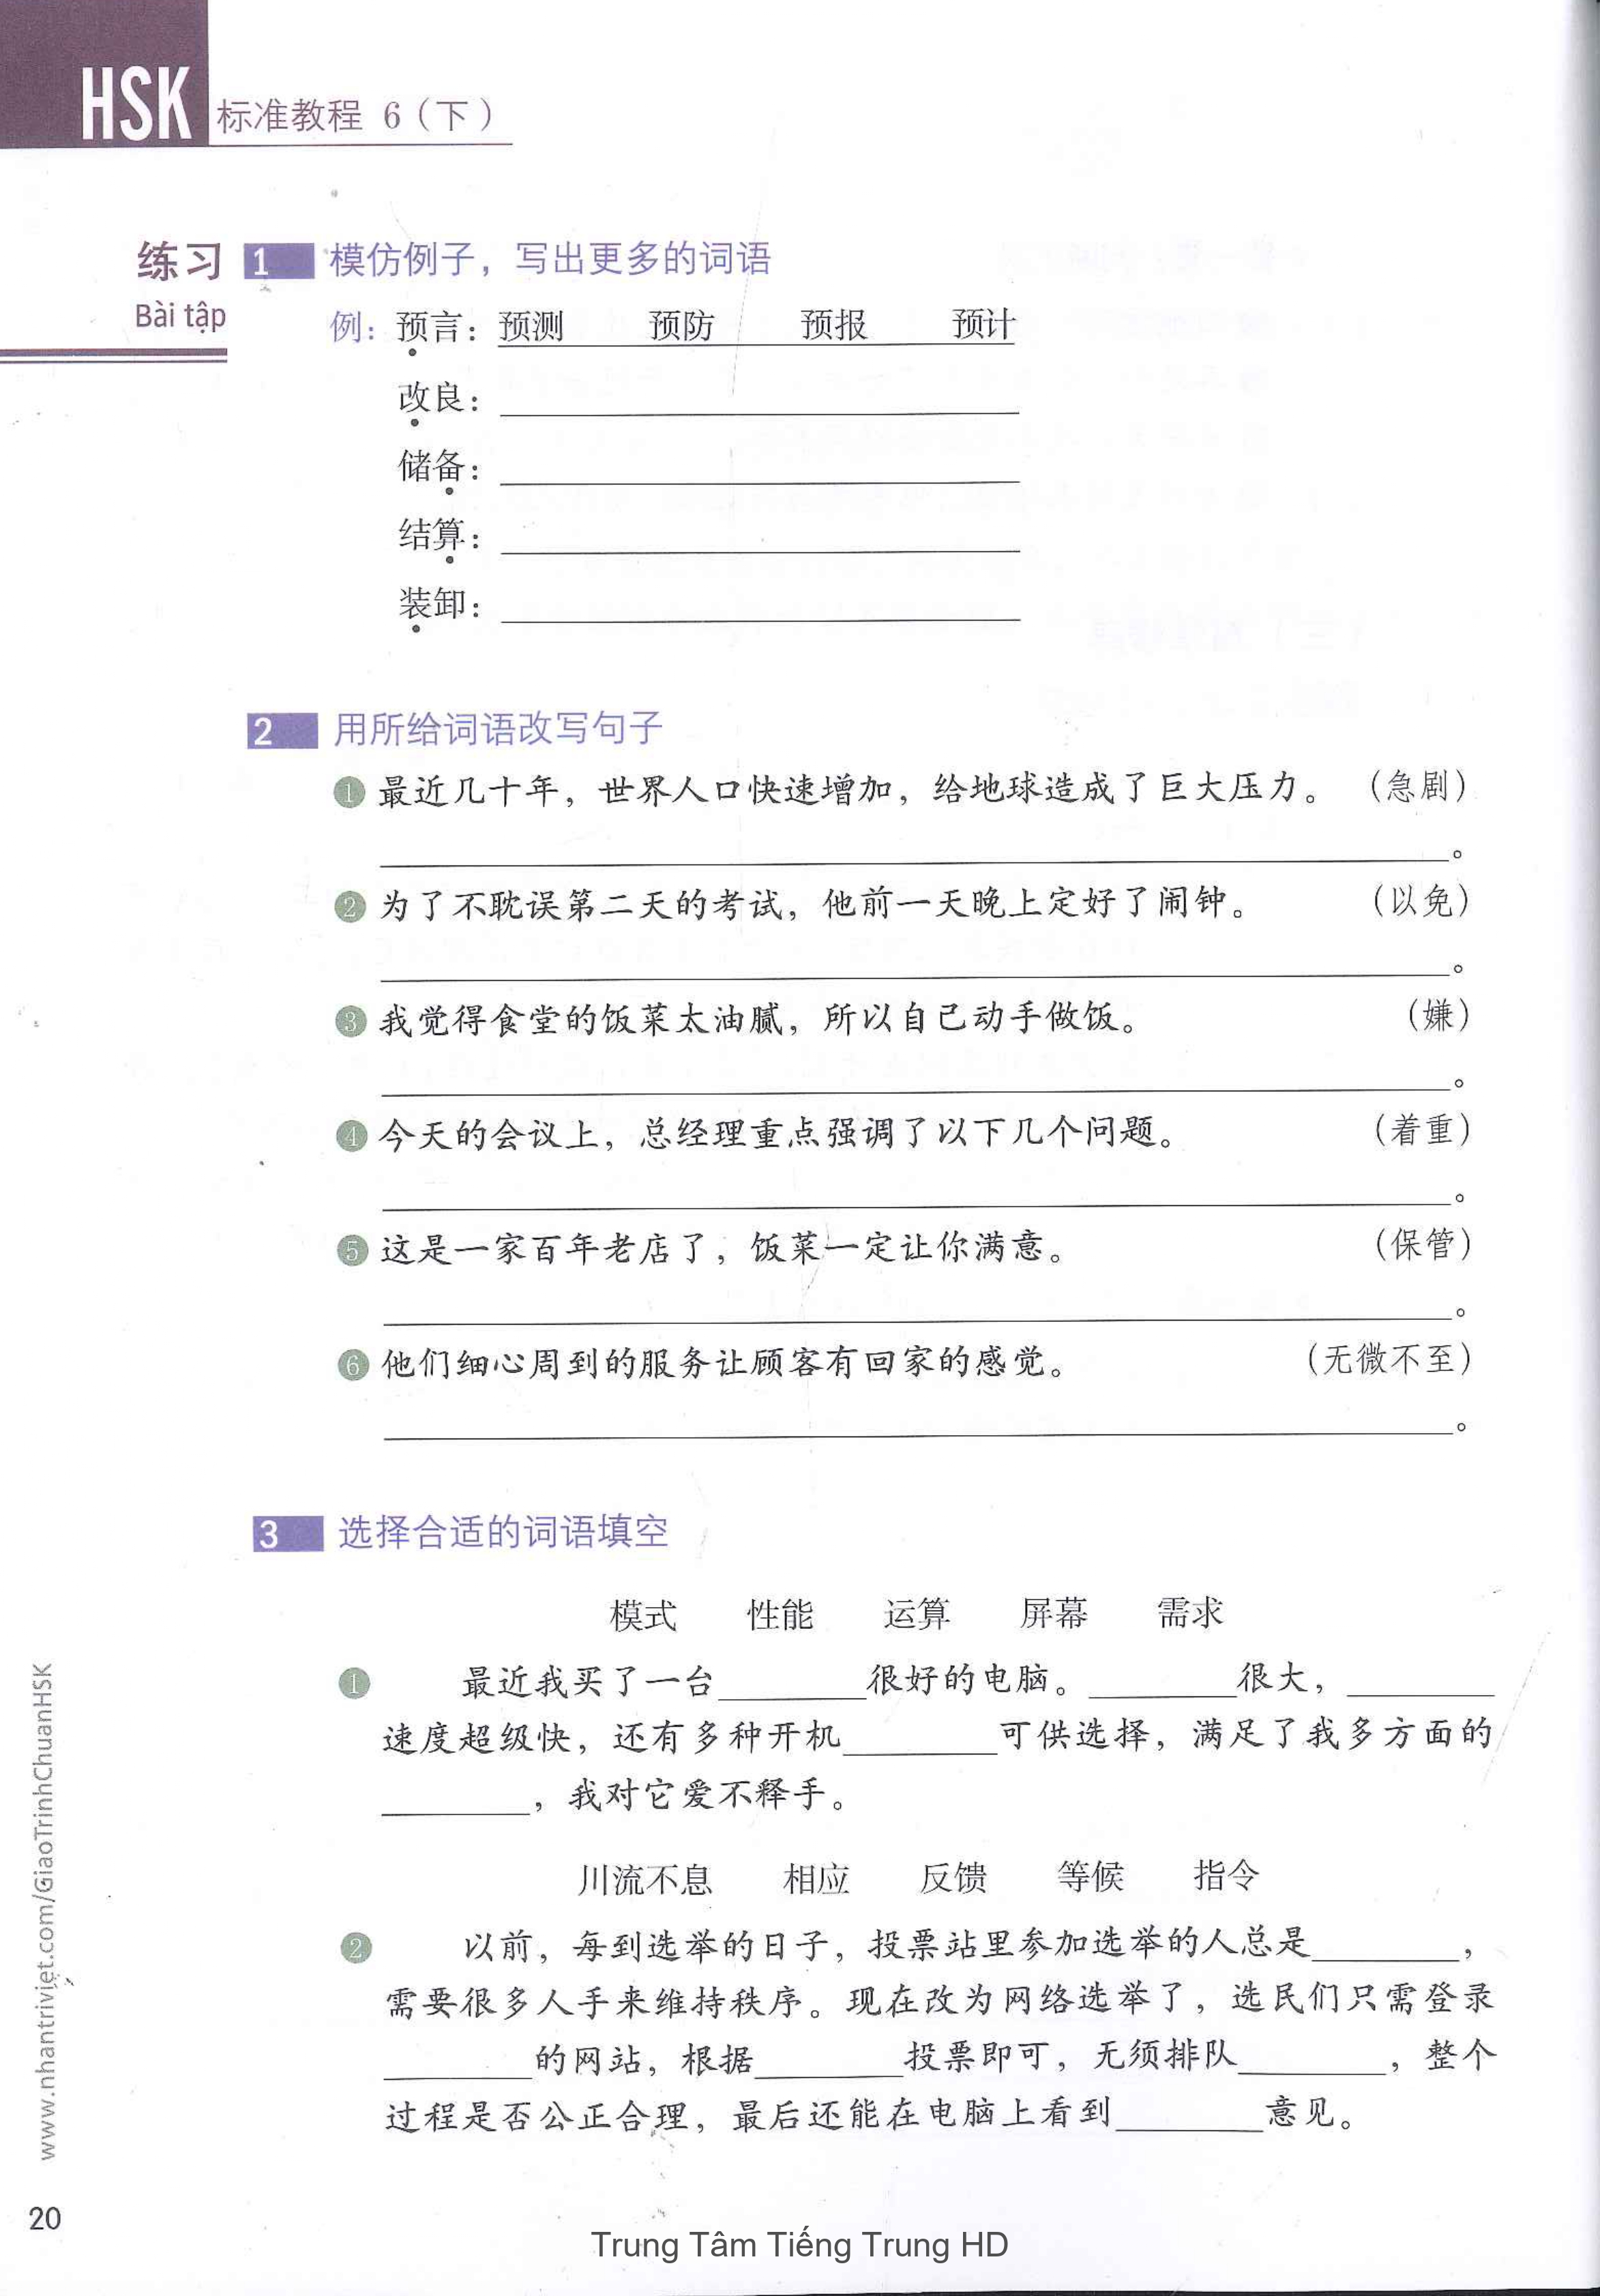 HSK 标准教程 6（下）
练习 1 模仿例子，写出更多的词语
Bài tập
例：预言：预测 预防 预报 预计
改良：
储备：
结算：
装卸：
2 用所给词语改写句子
1 最近几十年，世界人口快速增加，给地球造成了巨大压力。（急剧）
。
2 为了不耽误第二天的考试，他前一天晚上定好了闹钟。（以免）
。
3 我觉得食堂的饭菜太油腻，所以自己动手做饭。（嫌）
。
4 今天的会议上，总经理重点强调了以下几个问题。（着重）
。
5 这是一家百年老店了，饭菜一定让你满意。（保管）
。
6 他们细心周到的服务让顾客有回家的感觉。（无微不至）
。
3 选择合适的词语填空
模式 性能 运算 屏幕 需求
1 最近我买了一台________很好的电脑。________很大，________
速度超级快，还有多种开机________可供选择，满足了我多方面的
________，我对它爱不释手。
川流不息 相应 反馈 等候 指令
2 以前，每到选举的日子，投票站里参加选举的人总是________，
需要很多人手来维持秩序。现在改为网络选举了，选民们只需登录
________的网站，根据________投票即可，无须排队________，整个
过程是否公正合理，最后还能在电脑上看到________意见。
www.nhantriviet.com/GiaoTrinhChuanHSK
20
Trung Tâm Tiếng Trung HD